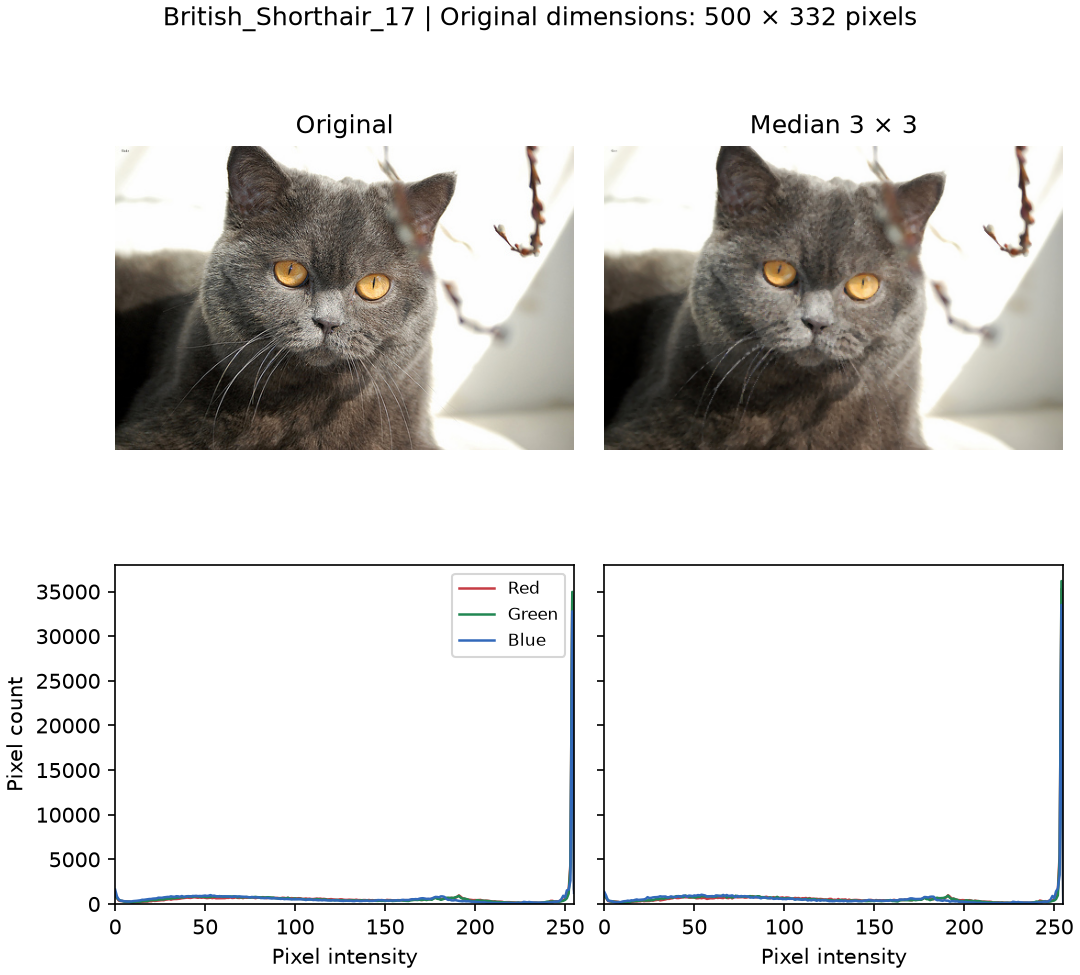 British_Shorthair_17 | Original dimensions: 500 × 332 pixels
Original
Median 3 × 3
35000
30000
25000
20000
15000
10000
5000
0
Pixel count
Red
Green
Blue
0 50 100 150 200 250
0 50 100 150 200 250
Pixel intensity
Pixel intensity